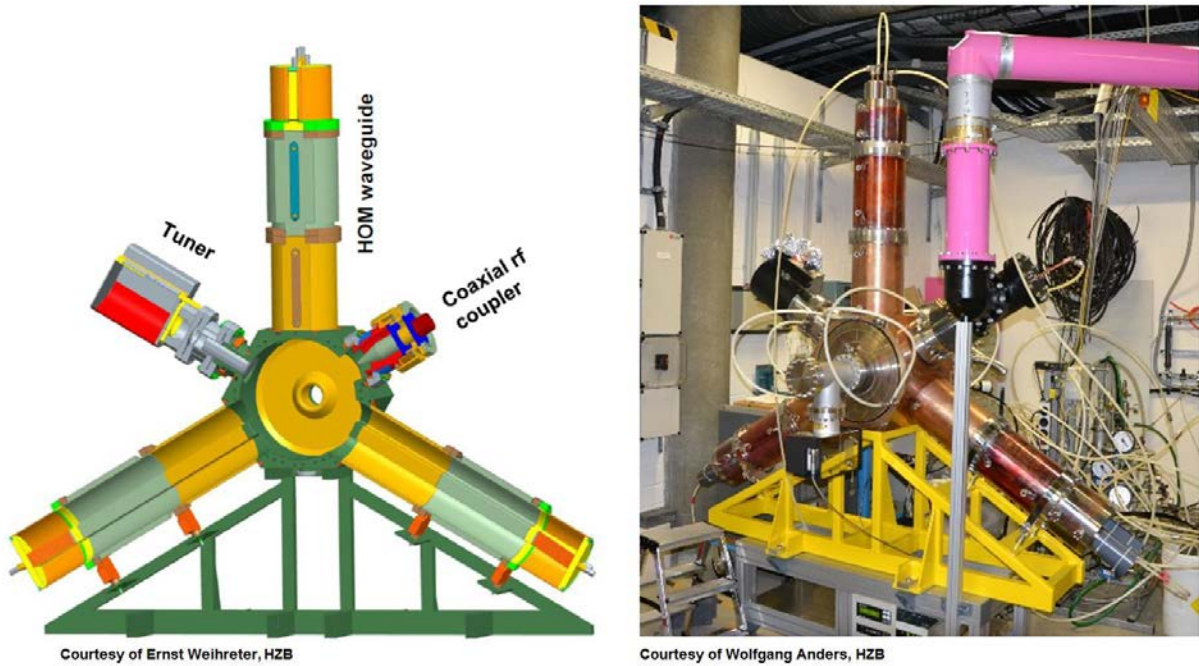 HOM waveguide
Tuner
Coaxial rf
coupler
Courtesy of Ernst Weihreter, HZB
Courtesy of Wolfgang Anders, HZB